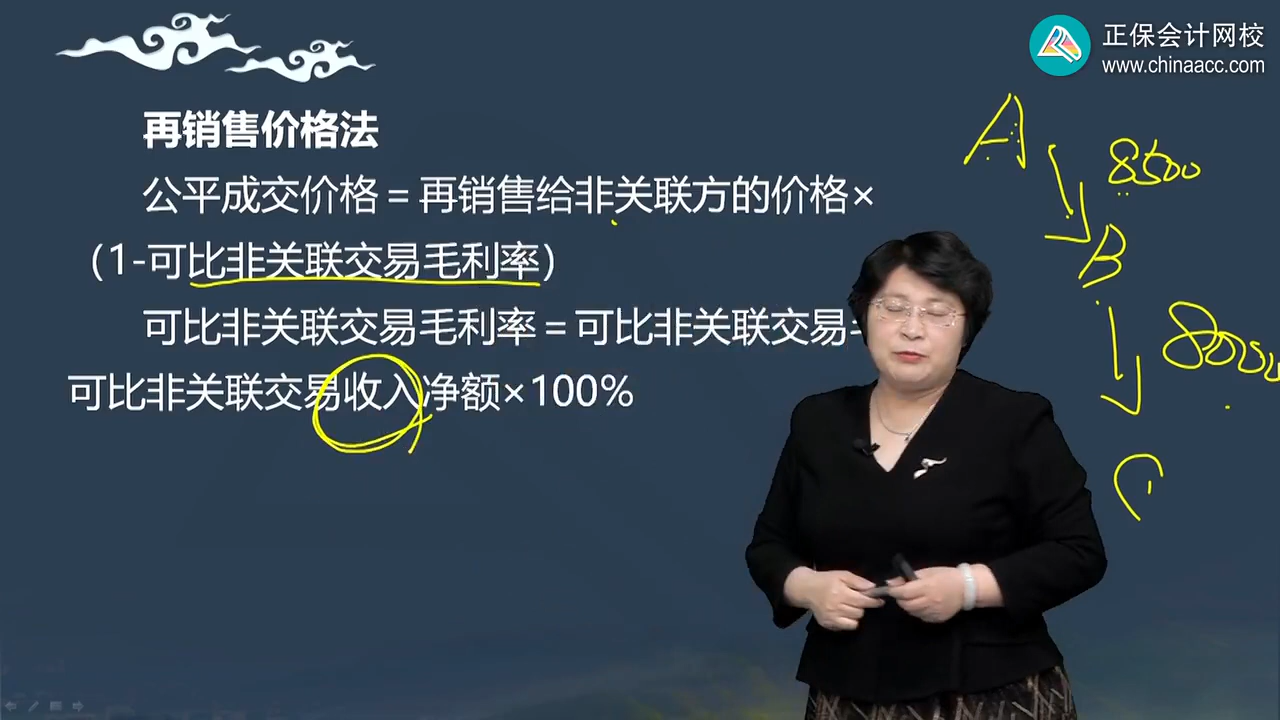 正保会计网校
www.chinaacc.com
再销售价格法
公平成交价格=再销售给非关联方的价格×
(1-可比非关联交易毛利率)
可比非关联交易毛利率=可比非关联交易
可比非关联交易收入净额×100%
A
8500
B